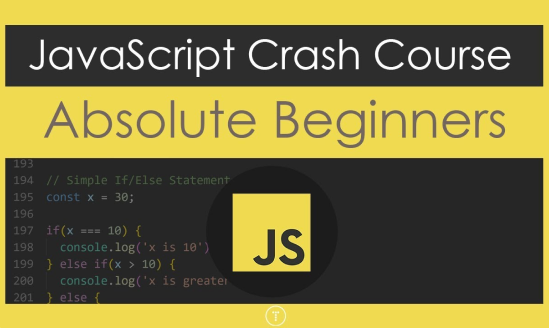 JavaScript Crash Course
Absolute Beginners
193
194 // Simple If/Else Statement
195 const x = 30;
196
197 if(x === 10) {
198 console.log('x is 10')
199 } else if(x > 10) {
200 console.log('x is greater
201 } else {
JS
T